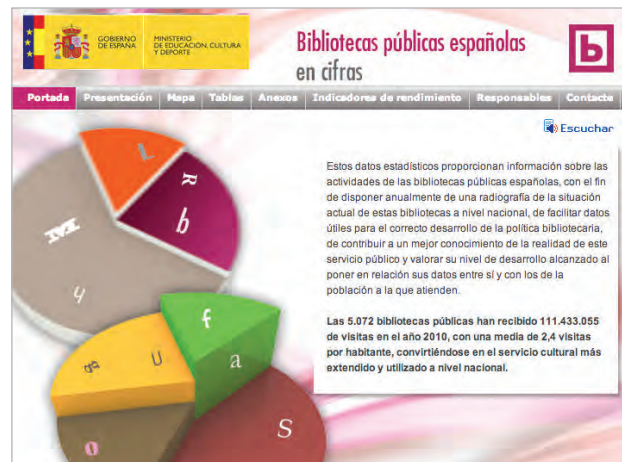 GOBIERNO
DE ESPAÑA
MINISTERIO
DE EDUCACIÓN, CULTURA
Y DEPORTE
Bibliotecas públicas españolas
en cifras
b
Portada Presentación Mapa Tablas Anexos Indicadores de rendimiento Responsables Contacte
Escuchar
Estos datos estadísticos proporcionan información sobre las
actividades de las bibliotecas públicas españolas, con el fin
de disponer anualmente de una radiografía de la situación
actual de estas bibliotecas a nivel nacional, de facilitar datos
útiles para el correcto desarrollo de la política bibliotecaria,
de contribuir a un mejor conocimiento de la realidad de este
servicio público y valorar su nivel de desarrollo alcanzado al
poner en relación sus datos entre sí y con los de la
población a la que atienden.
Las 5.072 bibliotecas públicas han recibido 111.433.055
de visitas en el año 2010, con una media de 2,4 visitas
por habitante, convirtiéndose en el servicio cultural más
extendido y utilizado a nivel nacional.
L
R
b
y
f
U
a
S
o